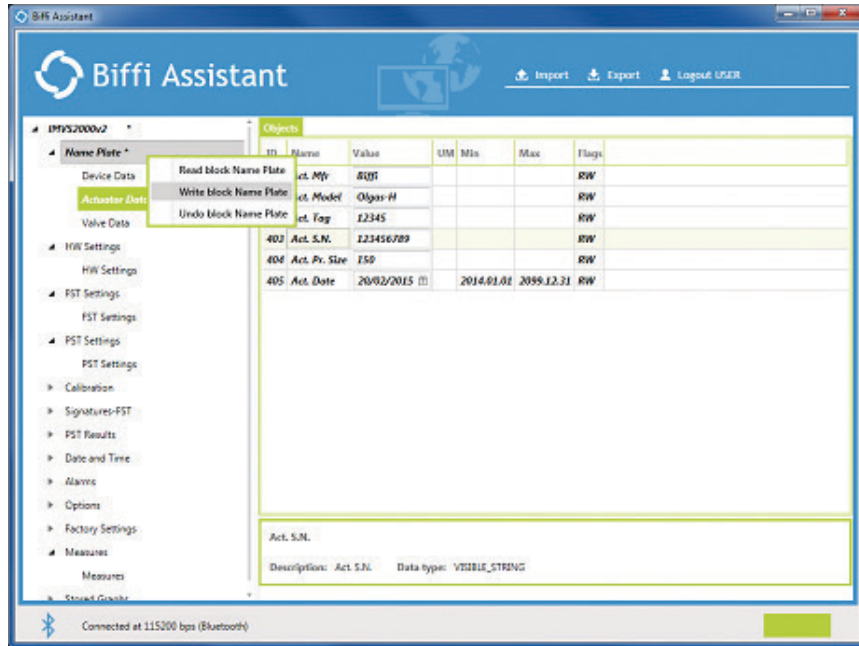 Biffi Assistant
Biffi Assistant
Import Export Logout USER
IMVS2000v2 *
Name Plate *
Read block Name Plate
Write block Name Plate
Undo block Name Plate
Device Data
Actuator Data
Valve Data
HW Settings
HW Settings
FST Settings
FST Settings
PST Settings
PST Settings
Calibration
Signatures-FST
PST Results
Date and Time
Alarms
Options
Factory Settings
Measures
Measures
Stored Graphs
Objects
ID Name Value UM Min Max Flags
Act. Mfr Biffi RW
Act. Model Olgas-H RW
Act. Tag 12345 RW
403 Act. S.N. 123456789 RW
404 Act. Pr. Size 150 RW
405 Act. Date 20/02/2015 2014.01.01 2099.12.31 RW
Act. S.N.
Description: Act. S.N. Data type: VISIBLE_STRING
Connected at 115200 bps (Bluetooth)